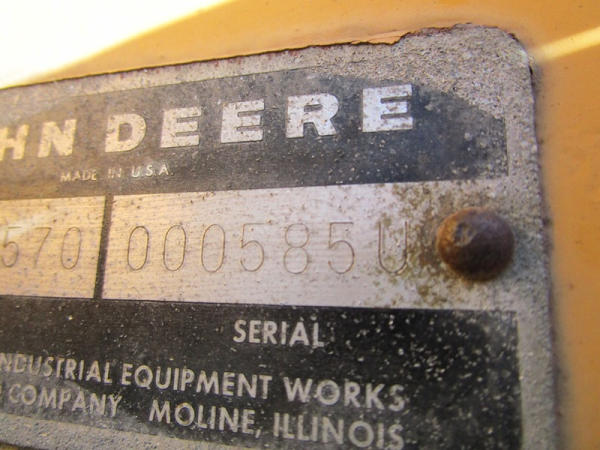 HN DEERE
MADE IN U.S.A.
570 000585U
SERIAL
NDUSTRIAL EQUIPMENT WORKS
COMPANY MOLINE, ILLINOIS